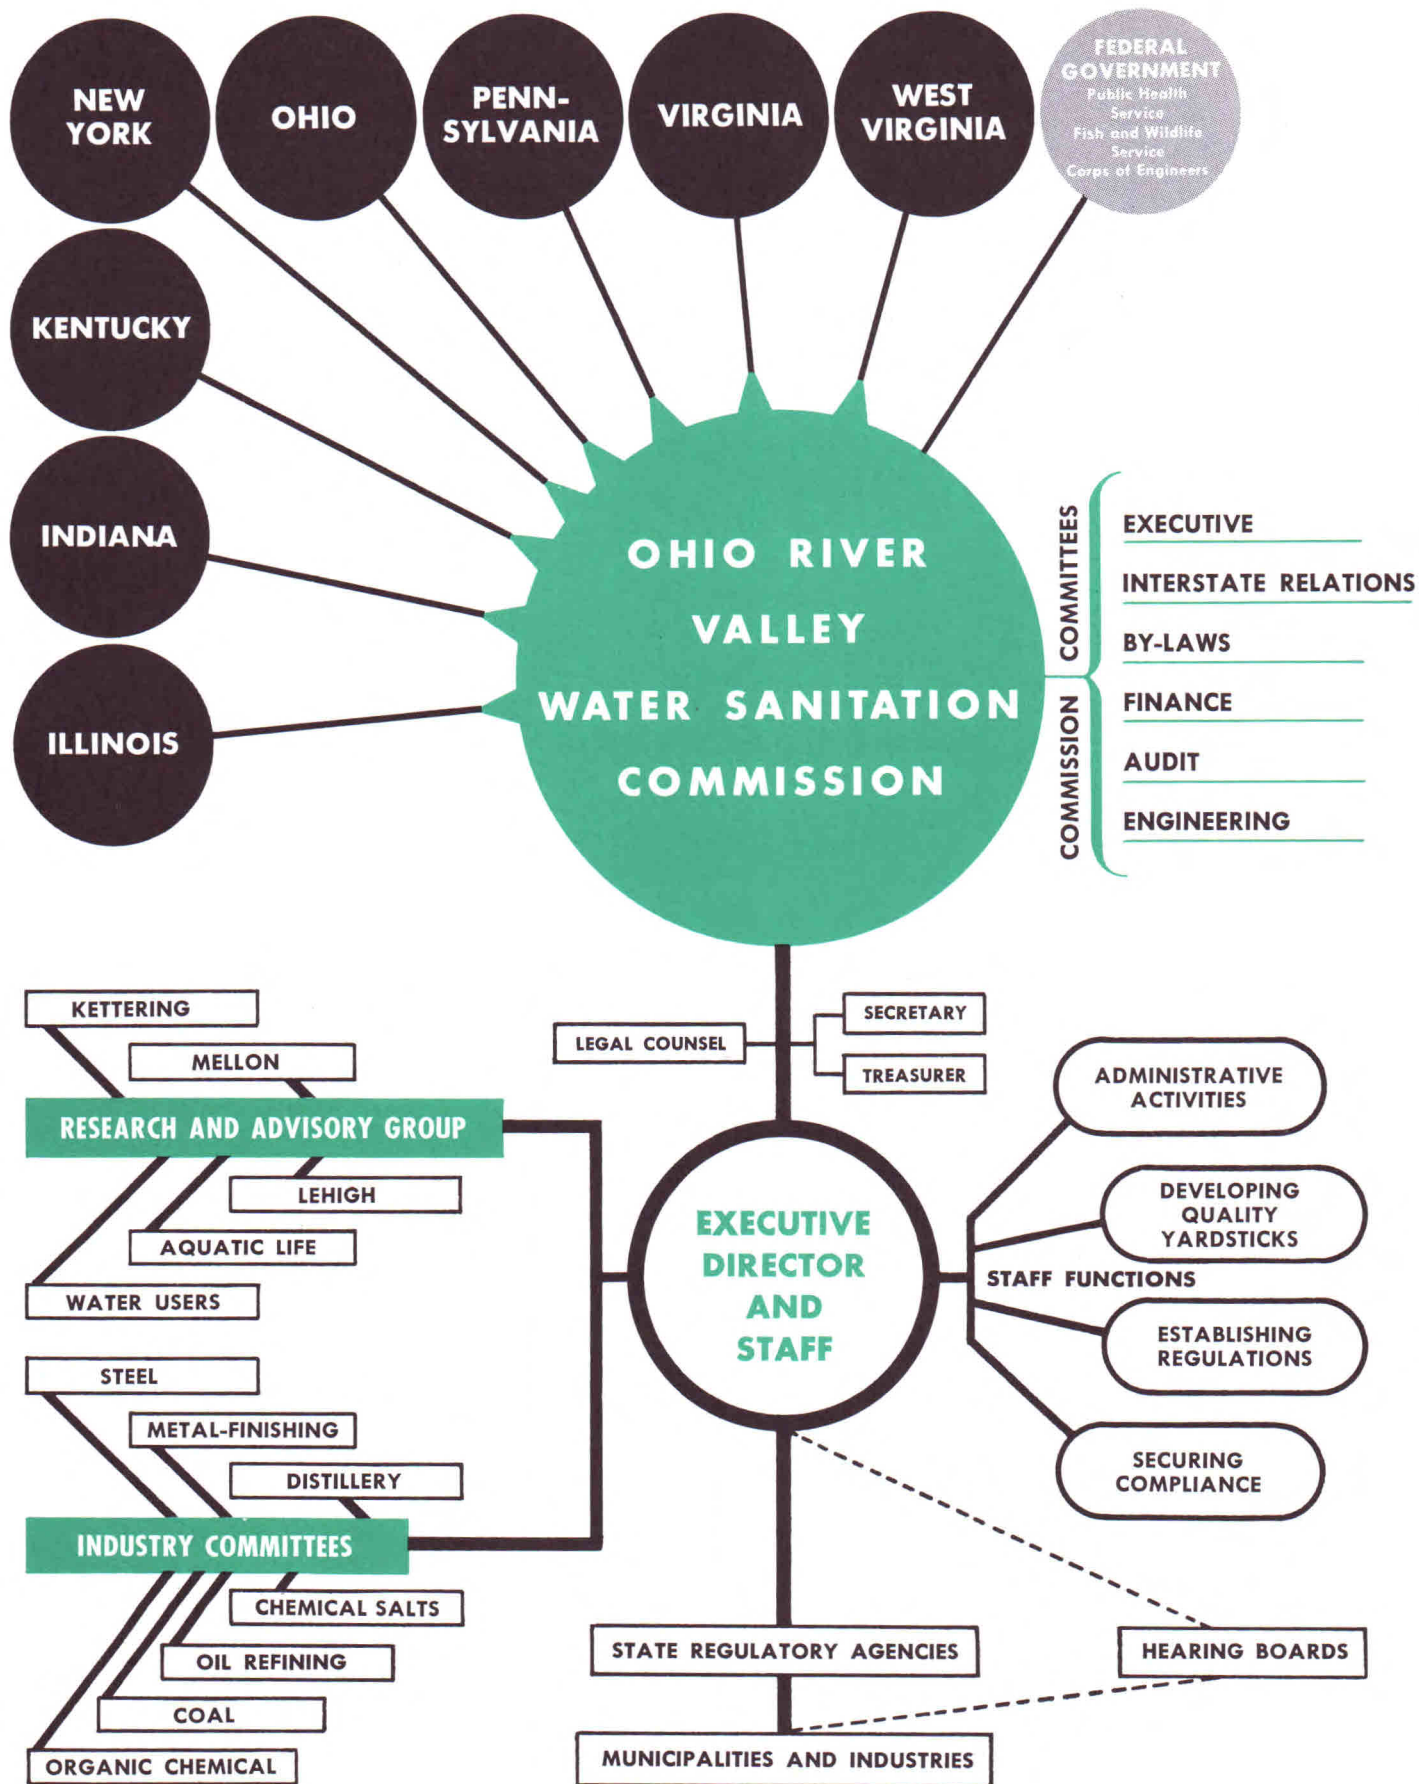 NEW
YORK
OHIO
PENN-
SYLVANIA
VIRGINIA
WEST
VIRGINIA
FEDERAL
GOVERNMENT
Public Health
Service
Fish and Wildlife
Service
Corps of Engineers
KENTUCKY
INDIANA
ILLINOIS
OHIO RIVER
VALLEY
WATER SANITATION
COMMISSION
COMMISSION COMMITTEES
EXECUTIVE
INTERSTATE RELATIONS
BY-LAWS
FINANCE
AUDIT
ENGINEERING
LEGAL COUNSEL
SECRETARY
TREASURER
KETTERING
MELLON
RESEARCH AND ADVISORY GROUP
LEHIGH
AQUATIC LIFE
WATER USERS
EXECUTIVE
DIRECTOR
AND
STAFF
STAFF FUNCTIONS
ADMINISTRATIVE
ACTIVITIES
DEVELOPING
QUALITY
YARDSTICKS
ESTABLISHING
REGULATIONS
SECURING
COMPLIANCE
STEEL
METAL-FINISHING
DISTILLERY
INDUSTRY COMMITTEES
CHEMICAL SALTS
OIL REFINING
COAL
ORGANIC CHEMICAL
STATE REGULATORY AGENCIES
HEARING BOARDS
MUNICIPALITIES AND INDUSTRIES